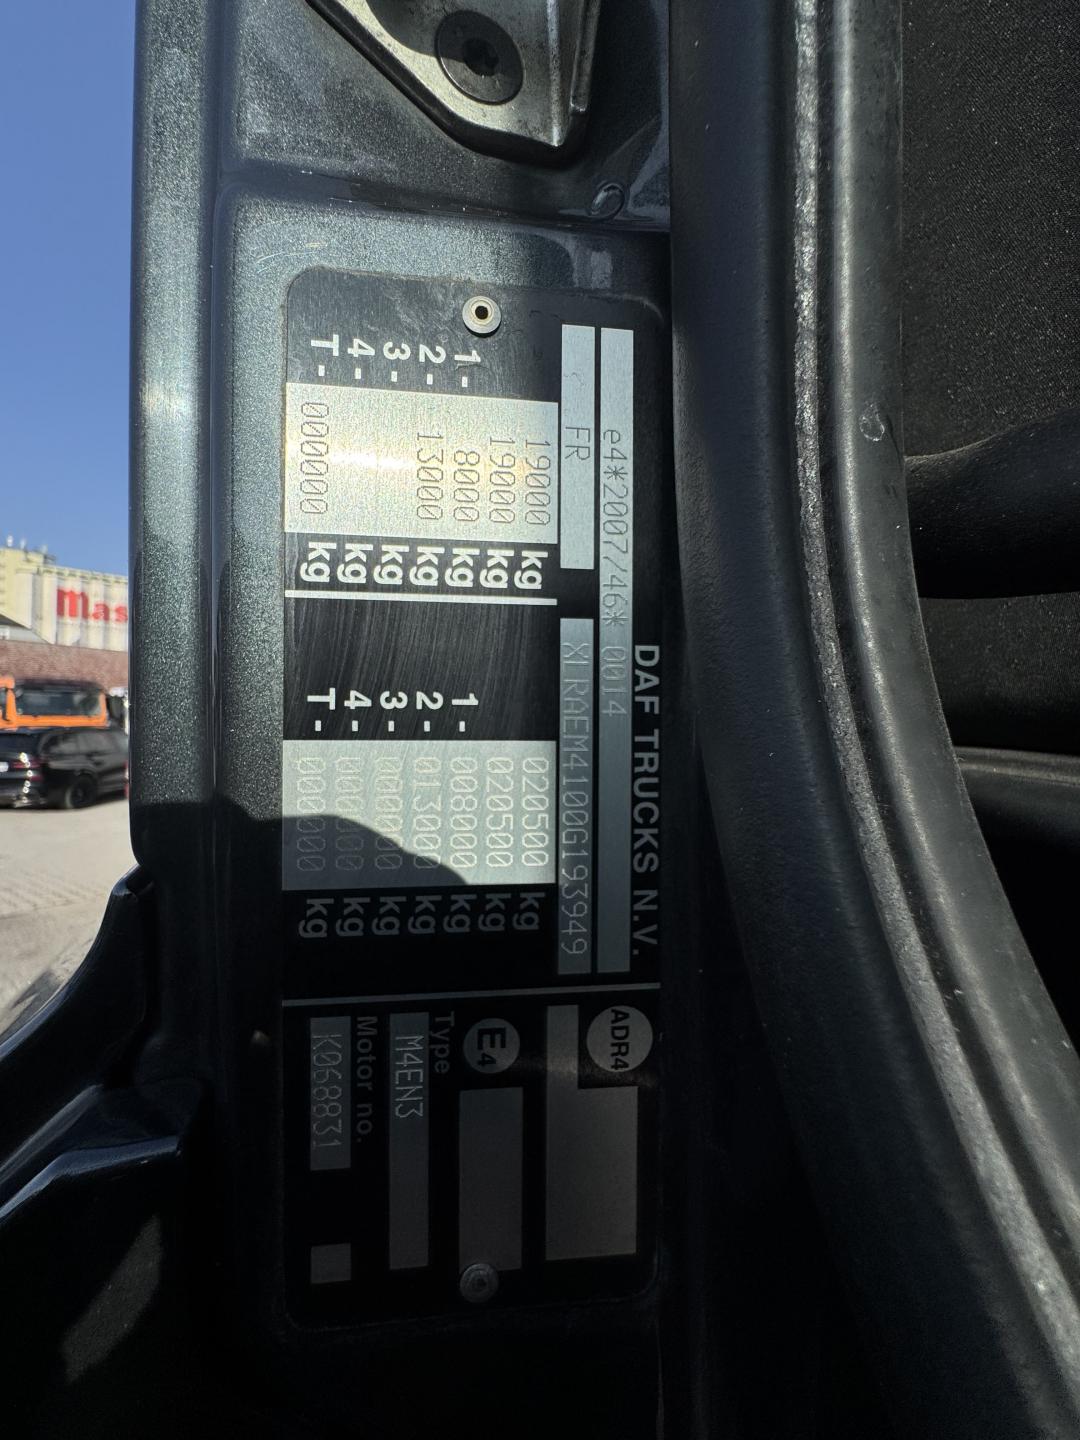 DAF TRUCKS N.V.
e4*2007/46* 0014
FR XLRAEM4100G193949
19000 kg 020500 kg
19000 kg 020500 kg
1- 8000 kg 1- 008000 kg
2- 13000 kg 2- 013000 kg
3- kg 3- 000000 kg
4- kg 4- 000000 kg
T- 000000 kg T- 000000 kg
ADR4
E4
Type
M4EN3
Motor no.
K068831
Mas